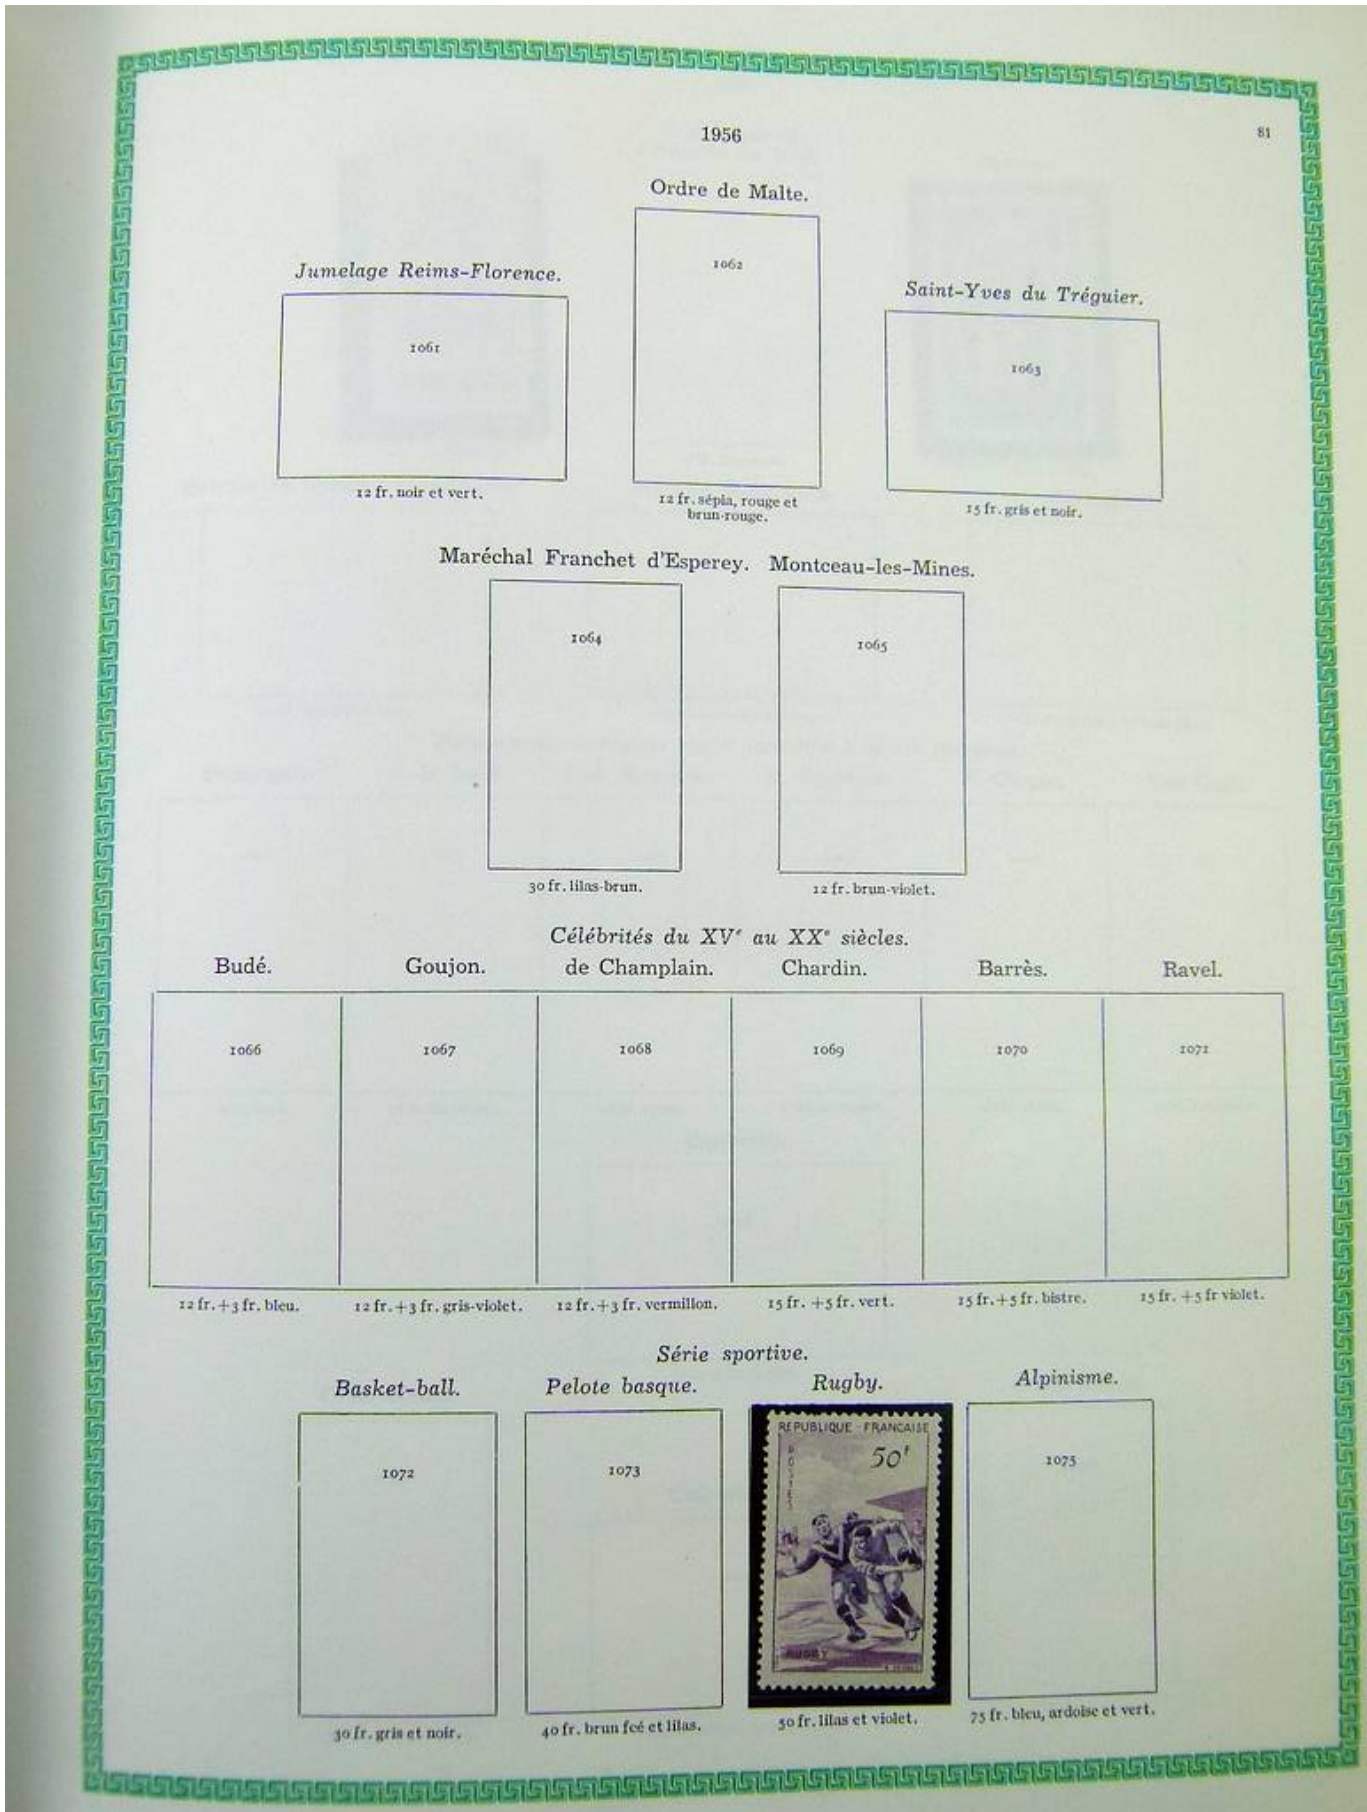 1956
81
Ordre de Malte.
1062
Jumelage Reims-Florence.
1061
Saint-Yves du Tréguier.
1063
12 fr. noir et vert.
12 fr. sépia, rouge et
brun-rouge.
15 fr. gris et noir.
Maréchal Franchet d'Esperey. Montceau-les-Mines.
1064
1065
30 fr. lilas-brun.
12 fr. brun-violet.
Célébrités du XVe au XXe siècles.
Budé. Goujon. de Champlain. Chardin. Barrès. Ravel.
1066 1067 1068 1069 1070 1071
12 fr.+3 fr. bleu. 12 fr.+3 fr. gris-violet. 12 fr.+3 fr. vermillon. 15 fr. +5 fr. vert. 15 fr.+5 fr. bistre. 15 fr. +5 fr violet.
Série sportive.
Basket-ball. Pelote basque. Rugby. Alpinisme.
REPUBLIQUE - FRANCAISE
50F
POSTES
RUGBY
1072 1073 1075
30 fr. gris et noir. 40 fr. brun fcé et lilas. 50 fr. lilas et violet. 75 fr. bleu, ardoise et vert.